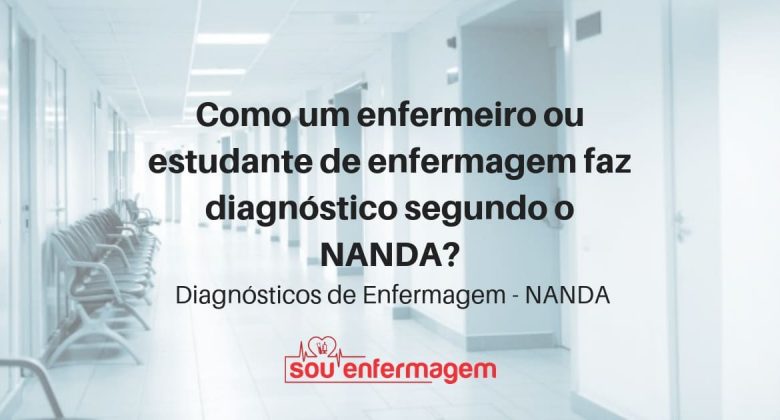 Como um enfermeiro ou
estudante de enfermagem faz
diagnóstico segundo o
NANDA?
Diagnósticos de Enfermagem - NANDA
sou enfermagem